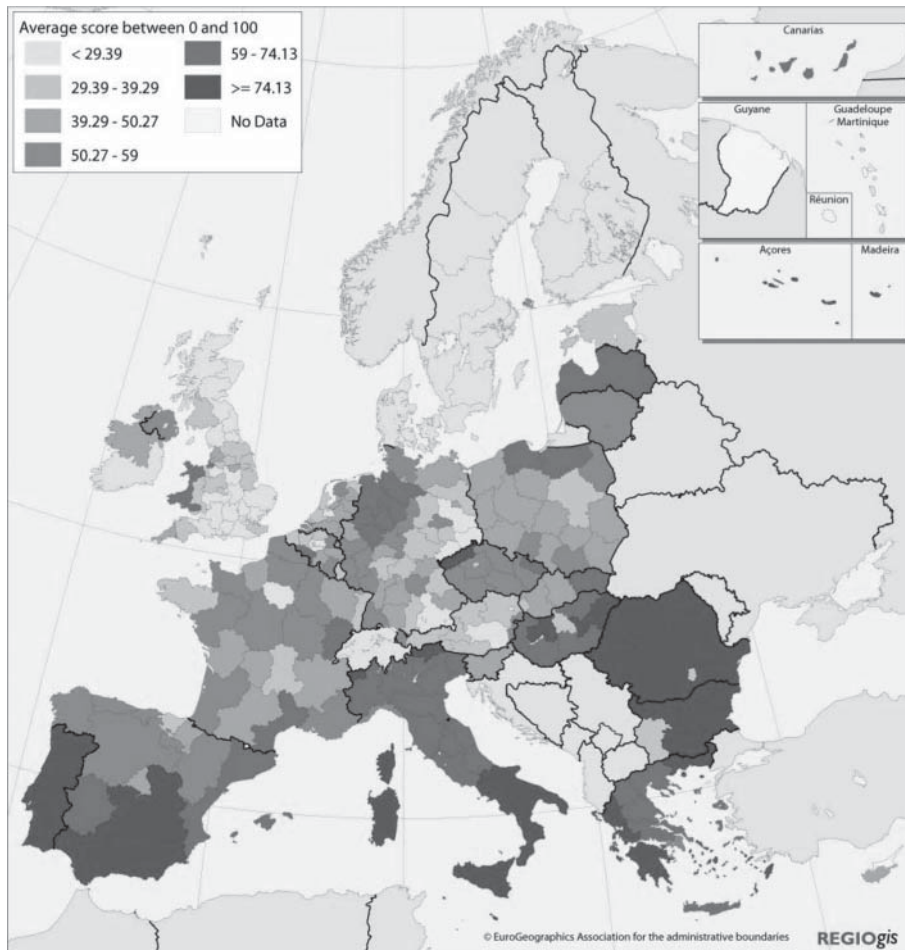 Average score between 0 and 100
< 29.39
29.39 - 39.29
39.29 - 50.27
50.27 - 59
59 - 74.13
>= 74.13
No Data
Canarias
Guyane
Guadeloupe
Martinique
Réunion
Açores
Madeira
© EuroGeographics Association for the administrative boundaries
REGIOgis